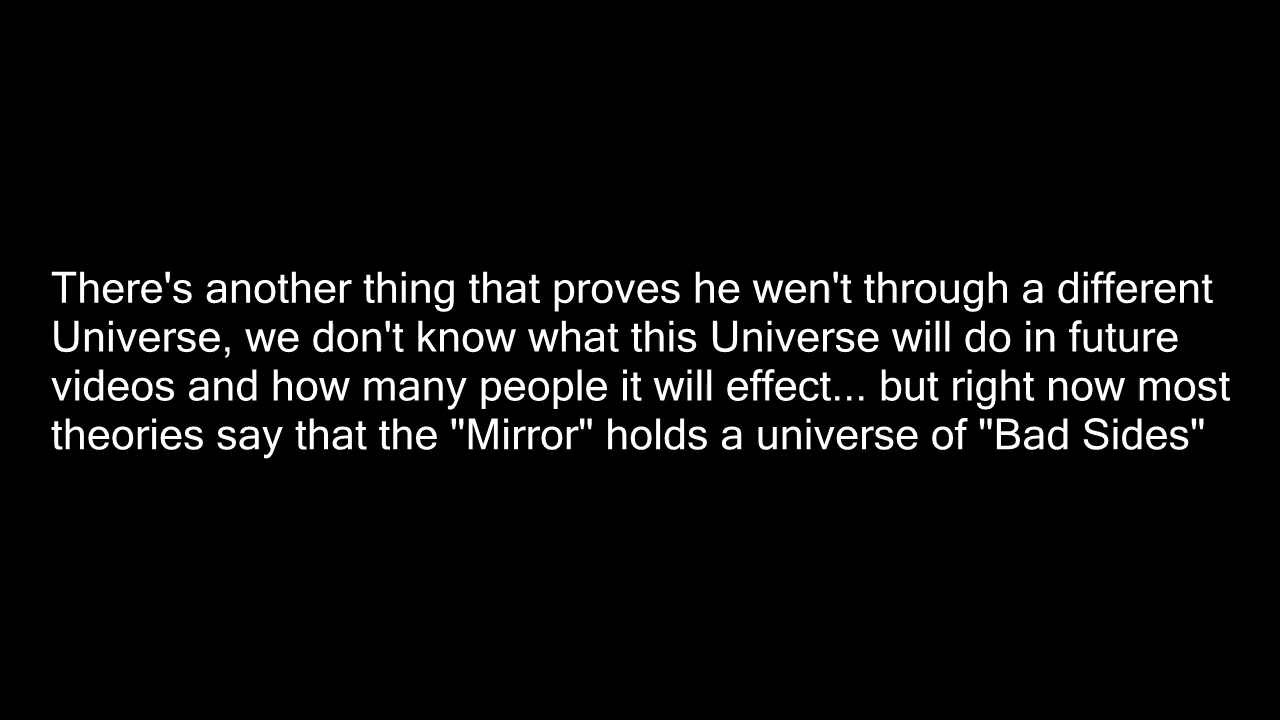 There's another thing that proves he wen't through a different
Universe, we don't know what this Universe will do in future
videos and how many people it will effect... but right now most
theories say that the "Mirror" holds a universe of "Bad Sides"